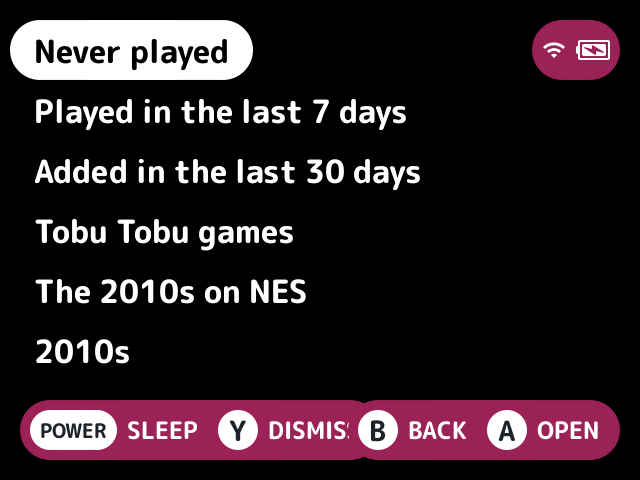 Never played
Played in the last 7 days
Added in the last 30 days
Tobu Tobu games
The 2010s on NES
2010s
POWER SLEEP Y DISMIS B BACK A OPEN